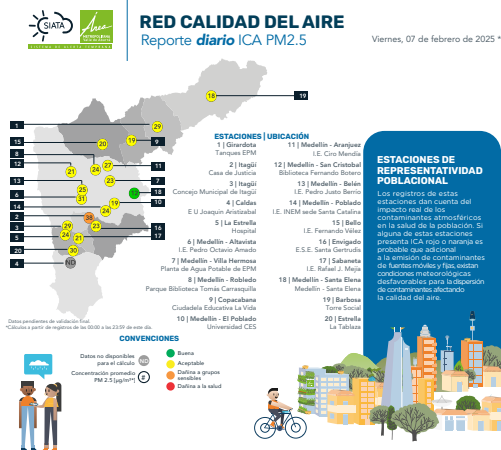 SIATA
Área
METROPOLITANA
Valle de Aburrá
SISTEMA DE ALERTA TEMPRANA
RED CALIDAD DEL AIRE
Reporte diario ICA PM2.5
Viernes, 07 de febrero de 2025 *
18
19
1
29
15
20
19
9
8
12
21
24
27
11
13
23
7
6
25
12
18
31
19
10
14
24
2
38
3
29
23
16
5
24
21
17
20
30
4
ND
ESTACIONES | UBICACIÓN
1 | Girardota
Tanques EPM
2 | Itagüí
Casa de Justicia
3 | Itagüí
Concejo Municipal de Itagüí
4 | Caldas
E U Joaquín Aristizabal
5 | La Estrella
Hospital
6 | Medellín - Altavista
I.E. Pedro Octavio Amado
7 | Medellín - Villa Hermosa
Planta de Agua Potable de EPM
8 | Medellín - Robledo
Parque Biblioteca Tomás Carrasquilla
9 | Copacabana
Ciudadela Educativa La Vida
10 | Medellín - El Poblado
Universidad CES
11 | Medellín - Aranjuez
I.E. Ciro Mendía
12 | Medellín - San Cristobal
Biblioteca Fernando Botero
13 | Medellín - Belén
I.E. Pedro Justo Berrío
14 | Medellín - Poblado
I.E. INEM sede Santa Catalina
15 | Bello
I.E. Fernando Vélez
16 | Envigado
E.S.E. Santa Gertrudis
17 | Sabaneta
I.E. Rafael J. Mejía
18 | Medellín - Santa Elena
Medellín - Santa Elena
19 | Barbosa
Torre Social
20 | Estrella
La Tablaza
ESTACIONES DE
REPRESENTATIVIDAD
POBLACIONAL
Los registros de estas
estaciones dan cuenta del
impacto real de los
contaminantes atmosféricos
en la salud de la población. Si
alguna de estas estaciones
presenta ICA rojo o naranja es
probable que adicional
a la emisión de contaminantes
de fuentes móviles y fijas, existan
condiciones meteorológicas
desfavorables para la dispersión
de contaminantes afectando
la calidad del aire.
Datos pendientes de validación final.
*Cálculos a partir de registros de las 00:00 a las 23:59 de este día.
CONVENCIONES
Datos no disponibles
para el cálculo
ND
Concentración promedio
PM 2.5 [µg/m³]
#
Buena
Aceptable
Dañina a grupos
sensibles
Dañina a la salud